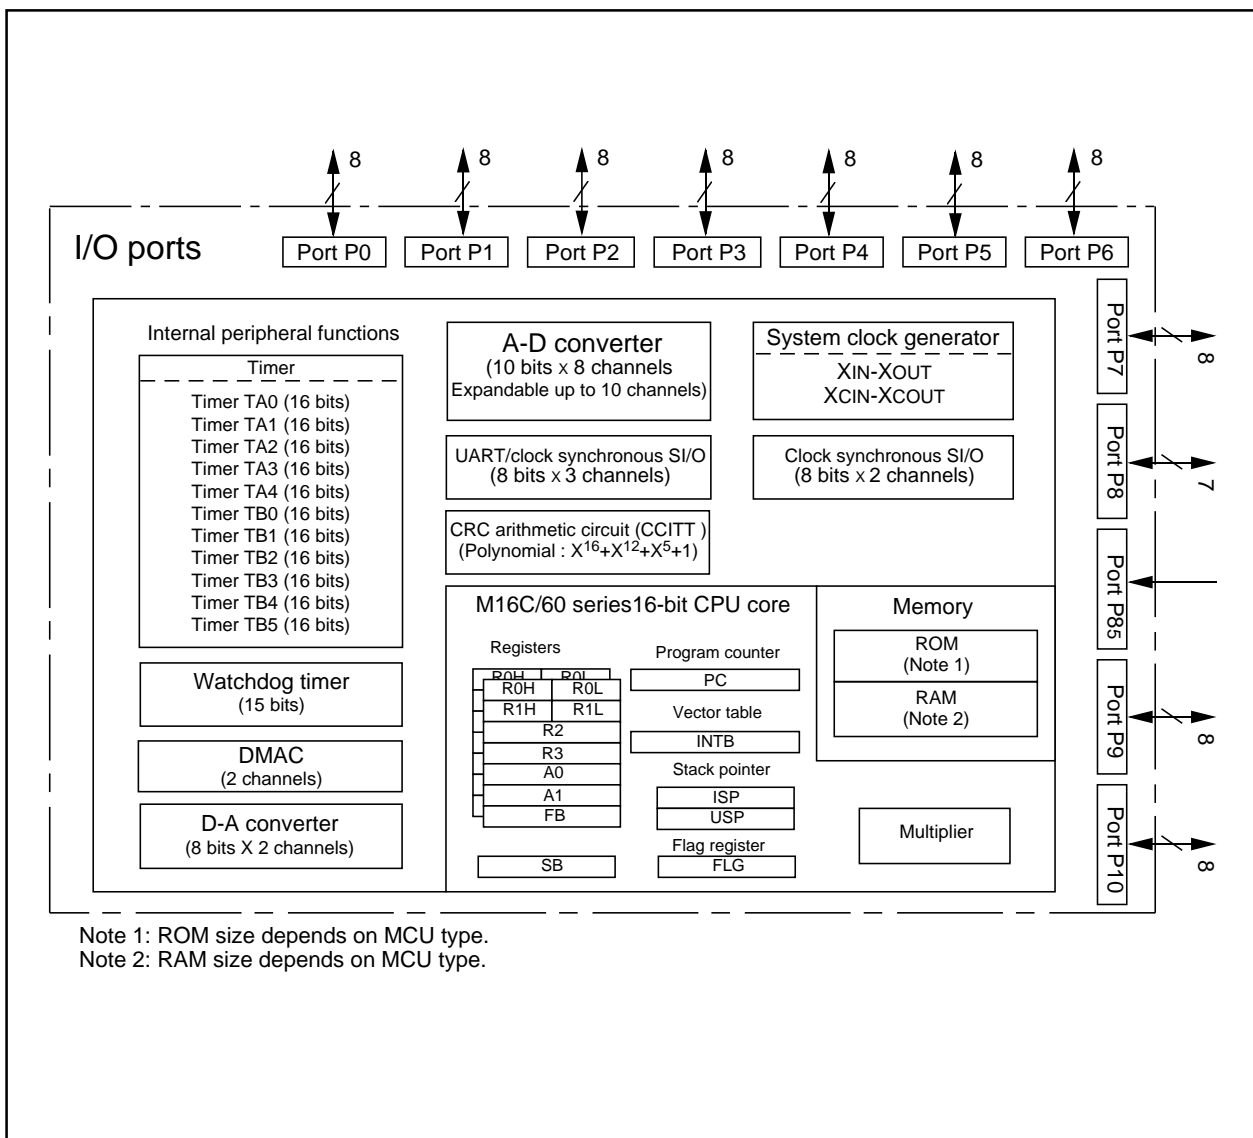 8 8 8 8 8 8 8
I/O ports
Port P0 Port P1 Port P2 Port P3 Port P4 Port P5 Port P6
Internal peripheral functions
Timer
Timer TA0 (16 bits)
Timer TA1 (16 bits)
Timer TA2 (16 bits)
Timer TA3 (16 bits)
Timer TA4 (16 bits)
Timer TB0 (16 bits)
Timer TB1 (16 bits)
Timer TB2 (16 bits)
Timer TB3 (16 bits)
Timer TB4 (16 bits)
Timer TB5 (16 bits)
Watchdog timer
(15 bits)
DMAC
(2 channels)
D-A converter
(8 bits X 2 channels)
A-D converter
(10 bits x 8 channels
Expandable up to 10 channels)
UART/clock synchronous SI/O
(8 bits x 3 channels)
CRC arithmetic circuit (CCITT )
(Polynomial : X16+X12+X5+1)
System clock generator
XIN-XOUT
XCIN-XCOUT
Clock synchronous SI/O
(8 bits x 2 channels)
M16C/60 series16-bit CPU core
Registers
R0H R0L
R0H R0L
R1H R1L
R2
R3
A0
A1
FB
SB
Program counter
PC
Vector table
INTB
Stack pointer
ISP
USP
Flag register
FLG
Memory
ROM
(Note 1)
RAM
(Note 2)
Multiplier
Port P7
8
Port P8
7
Port P85
Port P9
8
Port P10
8
Note 1: ROM size depends on MCU type.
Note 2: RAM size depends on MCU type.